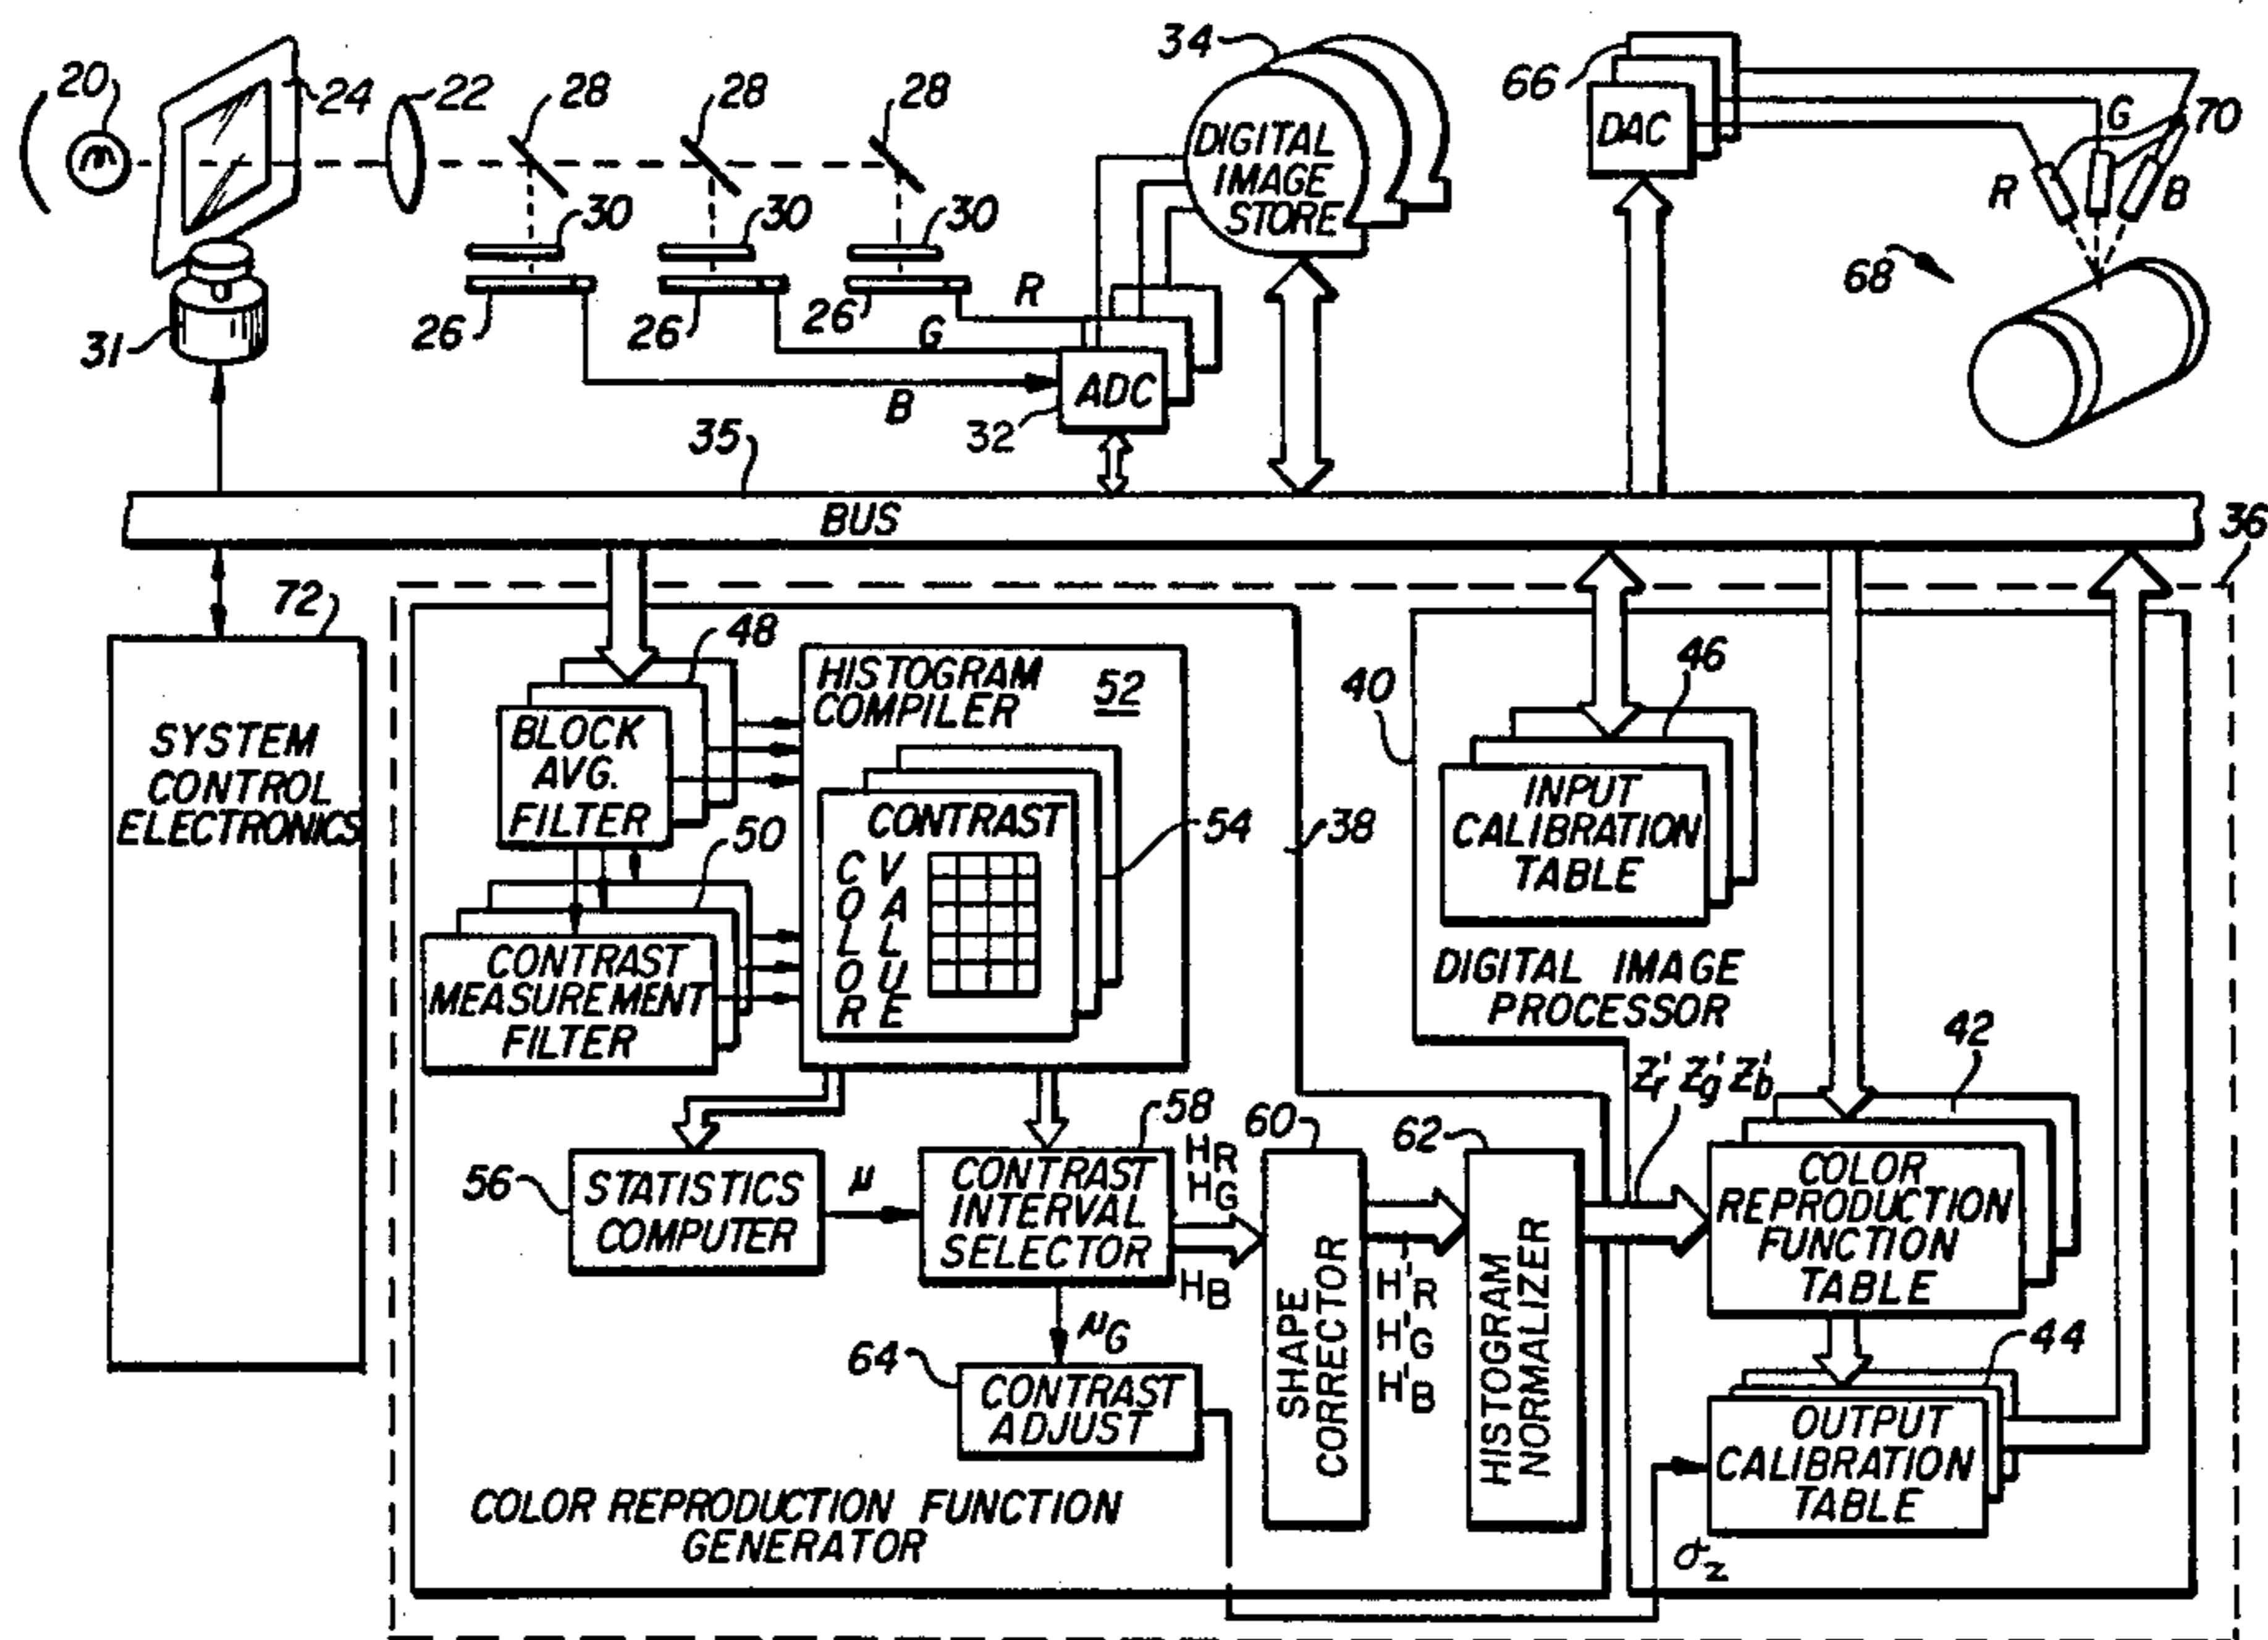 20
24
22
28
28
28
30
30
30
26
26
26
31
R
G
B
ADC
32
34
DIGITAL
IMAGE
STORE
66
DAC
G
70
R
B
68
35
BUS
36
72
SYSTEM
CONTROL
ELECTRONICS
48
BLOCK
AVG.
FILTER
50
CONTRAST
MEASUREMENT
FILTER
HISTOGRAM
COMPILER
52
CONTRAST
COLOR
VALUE
54
38
40
46
INPUT
CALIBRATION
TABLE
DIGITAL IMAGE
PROCESSOR
56
STATISTICS
COMPUTER
μ
58
CONTRAST
INTERVAL
SELECTOR
HR
HG
HB
μG
64
CONTRAST
ADJUST
60
SHAPE
CORRECTOR
H'R
H'G
H'B
62
HISTOGRAM
NORMALIZER
Z'r Z'g Z'b
42
COLOR
REPRODUCTION
FUNCTION
TABLE
44
OUTPUT
CALIBRATION
TABLE
σz
COLOR REPRODUCTION FUNCTION
GENERATOR